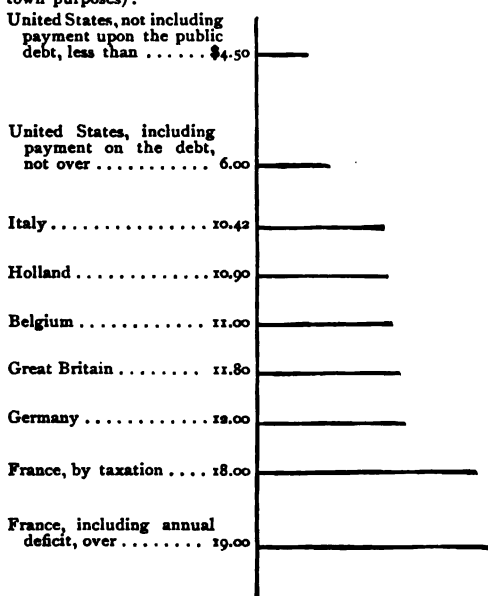 town purposes):
United States, not including
payment upon the public
debt, less than . . . . . . $4.50
United States, including
payment on the debt,
not over . . . . . . . . . . . 6.00
Italy . . . . . . . . . . . . . . . 10.42
Holland . . . . . . . . . . . . . 10.90
Belgium . . . . . . . . . . . . 11.00
Great Britain . . . . . . . . 11.80
Germany . . . . . . . . . . . 12.00
France, by taxation . . . . 18.00
France, including annual
deficit, over . . . . . . . . 19.00